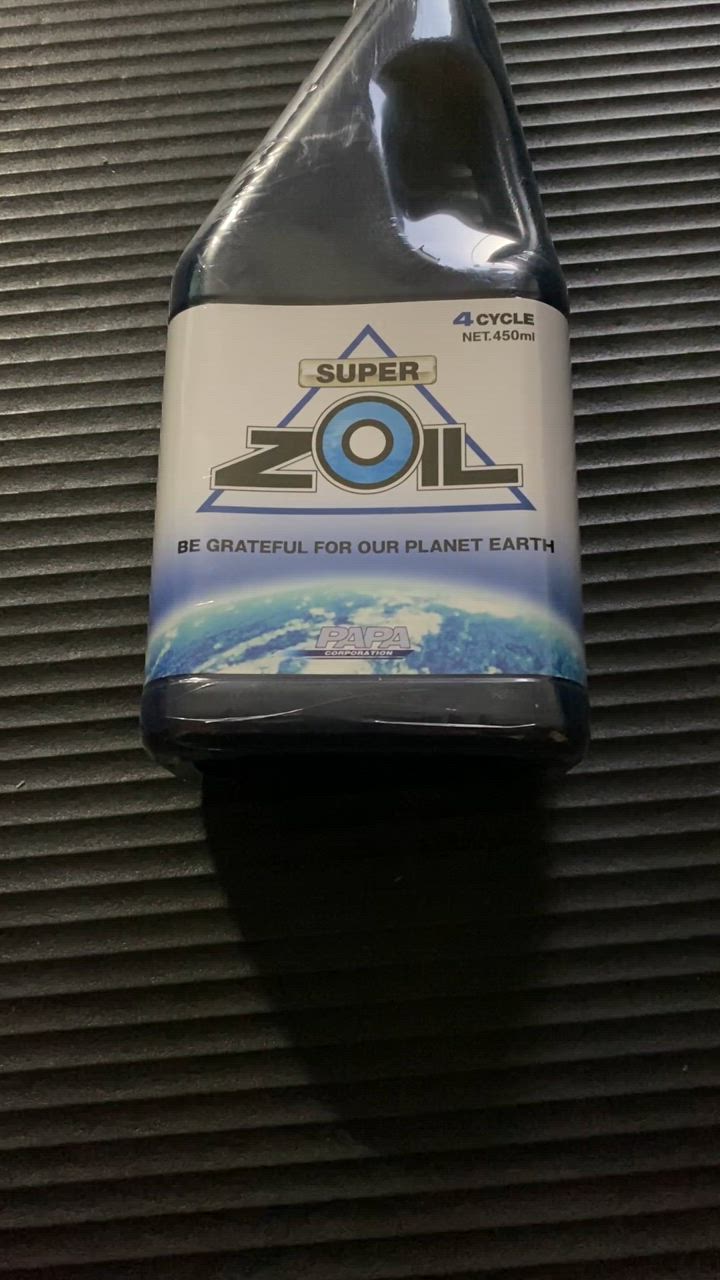 4 CYCLE
NET.450ml
SUPER
ZOIL
BE GRATEFUL FOR OUR PLANET EARTH
PAPA
CORPORATION